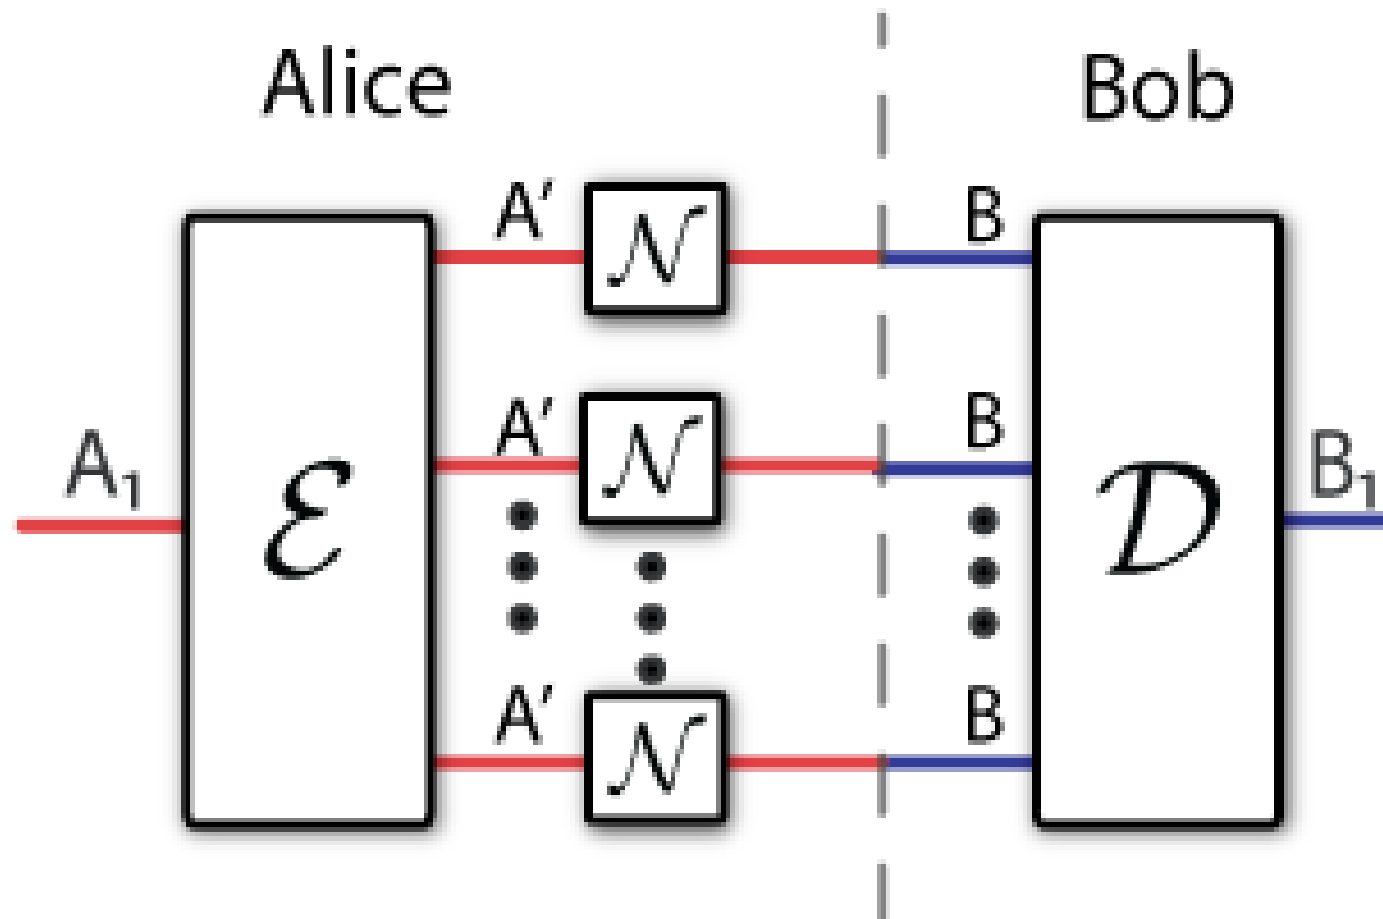 Alice Bob
A′ 𝒩 B
A′ 𝒩 B
A₁ ℰ 𝒟 B₁
A′ 𝒩 B